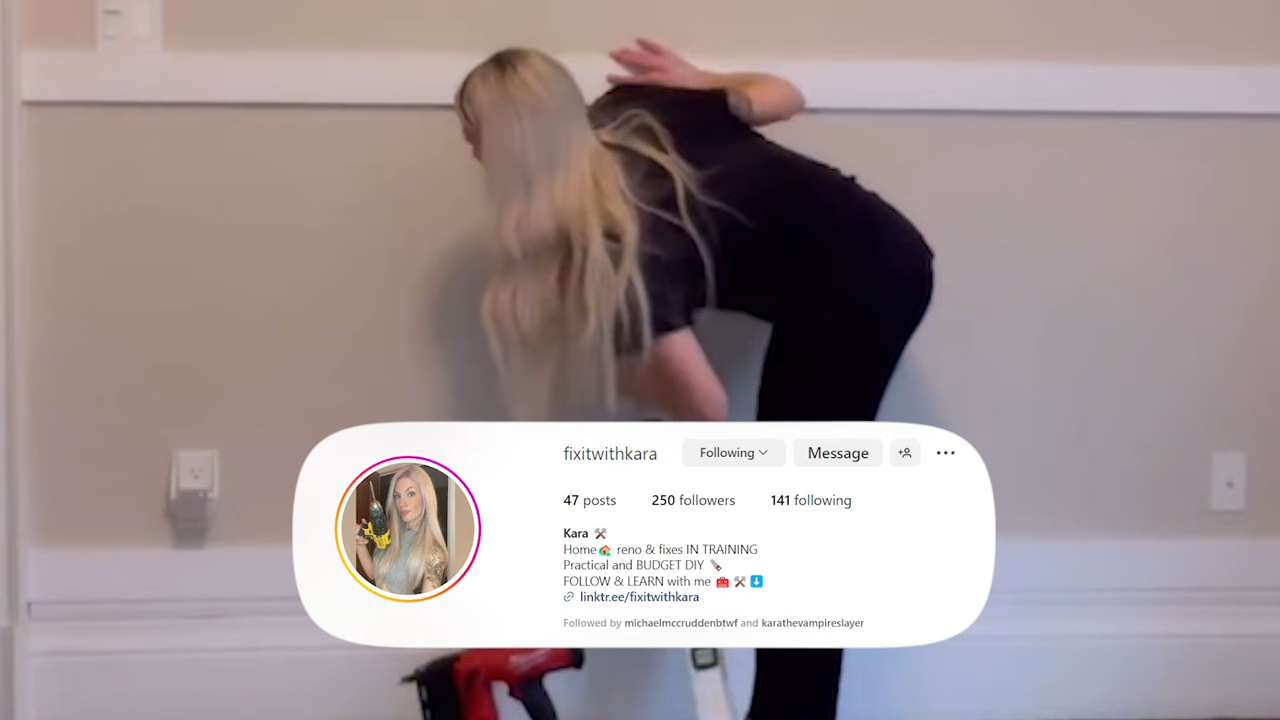 fixitwithkara Following Message
47 posts 250 followers 141 following
Kara
Home reno & fixes IN TRAINING
Practical and BUDGET DIY
FOLLOW & LEARN with me
linktr.ee/fixitwithkara
Followed by michaelmccruddenbtwf and karathevampireslayer